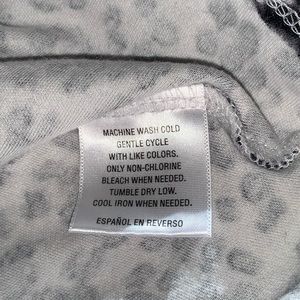 MACHINE WASH COLD
GENTLE CYCLE
WITH LIKE COLORS.
ONLY NON-CHLORINE
BLEACH WHEN NEEDED.
TUMBLE DRY LOW.
COOL IRON WHEN NEEDED.
ESPAÑOL EN REVERSO